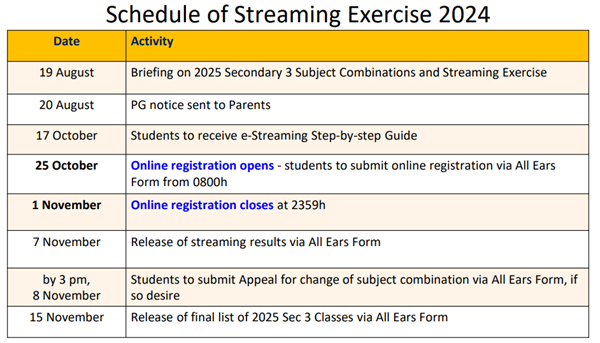 Schedule of Streaming Exercise 2024
Date Activity
19 August Briefing on 2025 Secondary 3 Subject Combinations and Streaming Exercise
20 August PG notice sent to Parents
17 October Students to receive e-Streaming Step-by-step Guide
25 October Online registration opens - students to submit online registration via All Ears
Form from 0800h
1 November Online registration closes at 2359h
7 November Release of streaming results via All Ears Form
by 3 pm, Students to submit Appeal for change of subject combination via All Ears Form, if
8 November so desire
15 November Release of final list of 2025 Sec 3 Classes via All Ears Form